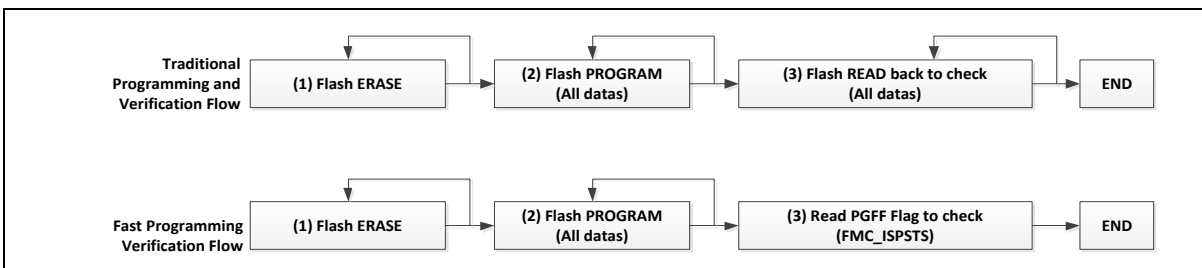 Traditional
Programming and
Verification Flow
(1) Flash ERASE
(2) Flash PROGRAM
(All datas)
(3) Flash READ back to check
(All datas)
END
Fast Programming
Verification Flow
(1) Flash ERASE
(2) Flash PROGRAM
(All datas)
(3) Read PGFF Flag to check
(FMC_ISPSTS)
END